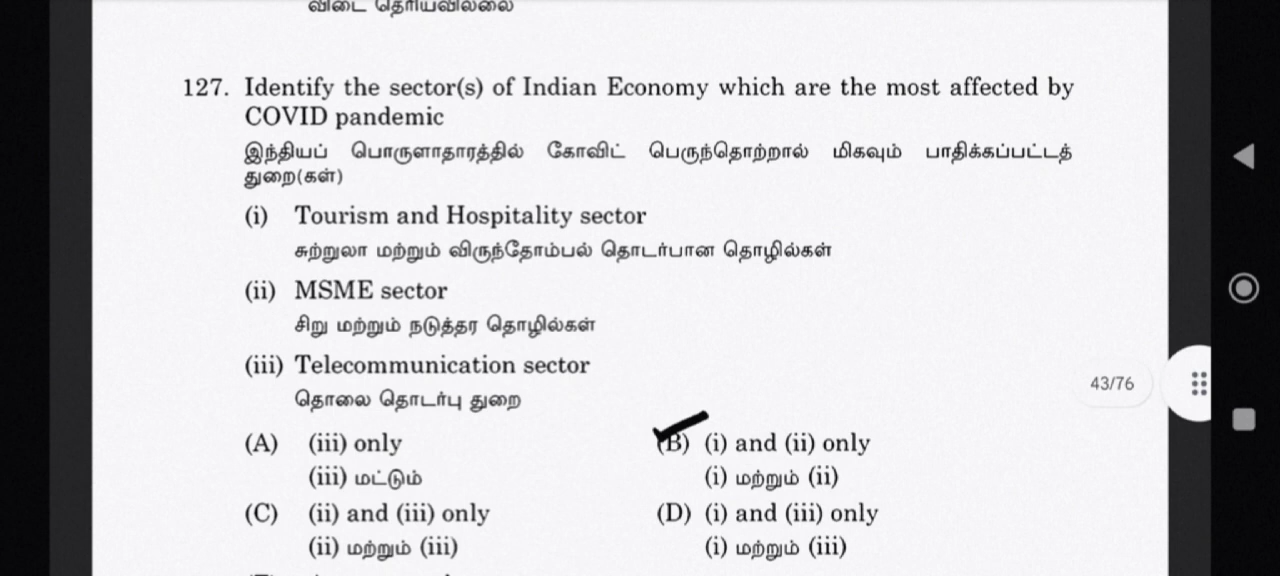 விடை தெரியவில்லை
127. Identify the sector(s) of Indian Economy which are the most affected by
COVID pandemic
இந்தியப் பொருளாதாரத்தில் கோவிட் பெருந்தொற்றால் மிகவும் பாதிக்கப்பட்டத்
துறை(கள்)
(i) Tourism and Hospitality sector
சுற்றுலா மற்றும் விருந்தோம்பல் தொடர்பான தொழில்கள்
(ii) MSME sector
சிறு மற்றும் நடுத்தர தொழில்கள்
(iii) Telecommunication sector
தொலை தொடர்பு துறை
(A) (iii) only (B) (i) and (ii) only
(iii) மட்டும் (i) மற்றும் (ii)
(C) (ii) and (iii) only (D) (i) and (iii) only
(ii) மற்றும் (iii) (i) மற்றும் (iii)
43/76